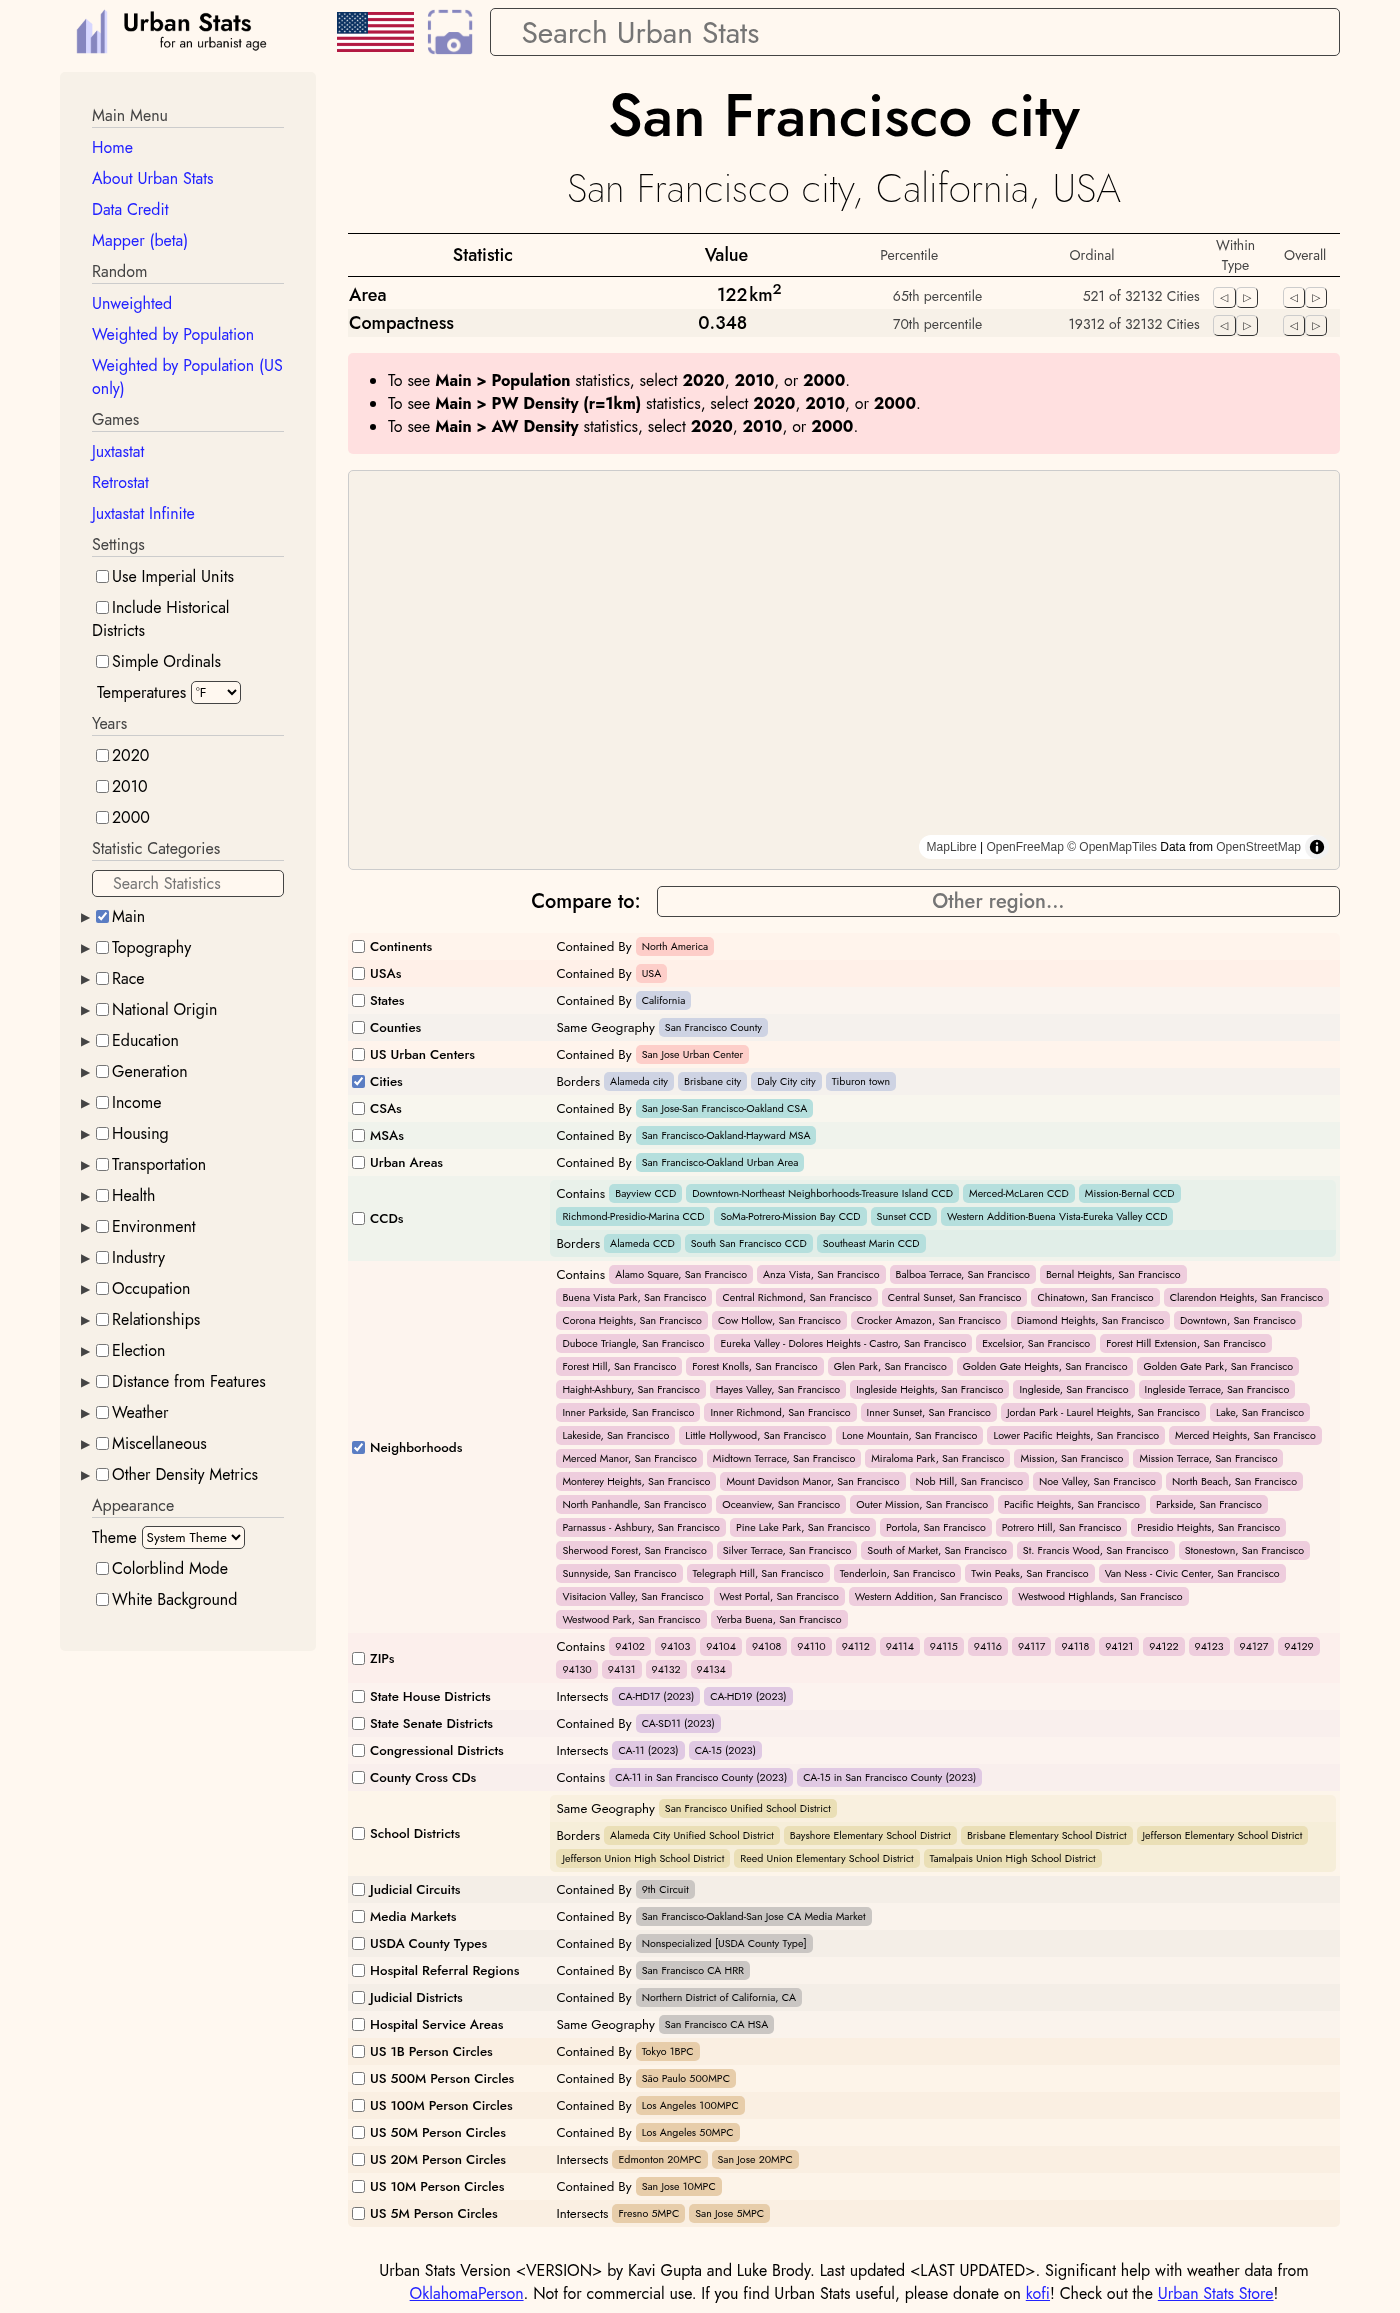 Urban Stats
for an urbanist age
Search Urban Stats
Main Menu
Home
About Urban Stats
Data Credit
Mapper (beta)
Random
Unweighted
Weighted by Population
Weighted by Population (US
only)
Games
Juxtastat
Retrostat
Juxtastat Infinite
Settings
Use Imperial Units
Include Historical
Districts
Simple Ordinals
Temperatures °F
Years
2020
2010
2000
Statistic Categories
Search Statistics
Main
Topography
Race
National Origin
Education
Generation
Income
Housing
Transportation
Health
Environment
Industry
Occupation
Relationships
Election
Distance from Features
Weather
Miscellaneous
Other Density Metrics
Appearance
Theme System Theme
Colorblind Mode
White Background
San Francisco city
San Francisco city, California, USA
Statistic Value Percentile Ordinal Within Type Overall
Area 122 km² 65th percentile 521 of 32132 Cities
Compactness 0.348 70th percentile 19312 of 32132 Cities
To see Main > Population statistics, select 2020, 2010, or 2000.
To see Main > PW Density (r=1km) statistics, select 2020, 2010, or 2000.
To see Main > AW Density statistics, select 2020, 2010, or 2000.
MapLibre | OpenFreeMap © OpenMapTiles Data from OpenStreetMap
Compare to: Other region...
Continents Contained By North America
USAs Contained By USA
States Contained By California
Counties Same Geography San Francisco County
US Urban Centers Contained By San Jose Urban Center
Cities Borders Alameda city Brisbane city Daly City city Tiburon town
CSAs Contained By San Jose-San Francisco-Oakland CSA
MSAs Contained By San Francisco-Oakland-Hayward MSA
Urban Areas Contained By San Francisco-Oakland Urban Area
CCDs
Contains Bayview CCD Downtown-Northeast Neighborhoods-Treasure Island CCD Merced-McLaren CCD Mission-Bernal CCD
Richmond-Presidio-Marina CCD SoMa-Potrero-Mission Bay CCD Sunset CCD Western Addition-Buena Vista-Eureka Valley CCD
Borders Alameda CCD South San Francisco CCD Southeast Marin CCD
Neighborhoods
Contains Alamo Square, San Francisco Anza Vista, San Francisco Balboa Terrace, San Francisco Bernal Heights, San Francisco
Buena Vista Park, San Francisco Central Richmond, San Francisco Central Sunset, San Francisco Chinatown, San Francisco Clarendon Heights, San Francisco
Corona Heights, San Francisco Cow Hollow, San Francisco Crocker Amazon, San Francisco Diamond Heights, San Francisco Downtown, San Francisco
Duboce Triangle, San Francisco Eureka Valley - Dolores Heights - Castro, San Francisco Excelsior, San Francisco Forest Hill Extension, San Francisco
Forest Hill, San Francisco Forest Knolls, San Francisco Glen Park, San Francisco Golden Gate Heights, San Francisco Golden Gate Park, San Francisco
Haight-Ashbury, San Francisco Hayes Valley, San Francisco Ingleside Heights, San Francisco Ingleside, San Francisco Ingleside Terrace, San Francisco
Inner Parkside, San Francisco Inner Richmond, San Francisco Inner Sunset, San Francisco Jordan Park - Laurel Heights, San Francisco Lake, San Francisco
Lakeside, San Francisco Little Hollywood, San Francisco Lone Mountain, San Francisco Lower Pacific Heights, San Francisco Merced Heights, San Francisco
Merced Manor, San Francisco Midtown Terrace, San Francisco Miraloma Park, San Francisco Mission, San Francisco Mission Terrace, San Francisco
Monterey Heights, San Francisco Mount Davidson Manor, San Francisco Nob Hill, San Francisco Noe Valley, San Francisco North Beach, San Francisco
North Panhandle, San Francisco Oceanview, San Francisco Outer Mission, San Francisco Pacific Heights, San Francisco Parkside, San Francisco
Parnassus - Ashbury, San Francisco Pine Lake Park, San Francisco Portola, San Francisco Potrero Hill, San Francisco Presidio Heights, San Francisco
Sherwood Forest, San Francisco Silver Terrace, San Francisco South of Market, San Francisco St. Francis Wood, San Francisco Stonestown, San Francisco
Sunnyside, San Francisco Telegraph Hill, San Francisco Tenderloin, San Francisco Twin Peaks, San Francisco Van Ness - Civic Center, San Francisco
Visitacion Valley, San Francisco West Portal, San Francisco Western Addition, San Francisco Westwood Highlands, San Francisco
Westwood Park, San Francisco Yerba Buena, San Francisco
ZIPs
Contains 94102 94103 94104 94108 94110 94112 94114 94115 94116 94117 94118 94121 94122 94123 94127 94129
94130 94131 94132 94134
State House Districts Intersects CA-HD17 (2023) CA-HD19 (2023)
State Senate Districts Contained By CA-SD11 (2023)
Congressional Districts Intersects CA-11 (2023) CA-15 (2023)
County Cross CDs Contains CA-11 in San Francisco County (2023) CA-15 in San Francisco County (2023)
School Districts
Same Geography San Francisco Unified School District
Borders Alameda City Unified School District Bayshore Elementary School District Brisbane Elementary School District Jefferson Elementary School District
Jefferson Union High School District Reed Union Elementary School District Tamalpais Union High School District
Judicial Circuits Contained By 9th Circuit
Media Markets Contained By San Francisco-Oakland-San Jose CA Media Market
USDA County Types Contained By Nonspecialized [USDA County Type]
Hospital Referral Regions Contained By San Francisco CA HRR
Judicial Districts Contained By Northern District of California, CA
Hospital Service Areas Same Geography San Francisco CA HSA
US 1B Person Circles Contained By Tokyo 1BPC
US 500M Person Circles Contained By São Paulo 500MPC
US 100M Person Circles Contained By Los Angeles 100MPC
US 50M Person Circles Contained By Los Angeles 50MPC
US 20M Person Circles Intersects Edmonton 20MPC San Jose 20MPC
US 10M Person Circles Contained By San Jose 10MPC
US 5M Person Circles Intersects Fresno 5MPC San Jose 5MPC
Urban Stats Version <VERSION> by Kavi Gupta and Luke Brody. Last updated <LAST UPDATED>. Significant help with weather data from
OklahomaPerson. Not for commercial use. If you find Urban Stats useful, please donate on kofi! Check out the Urban Stats Store!